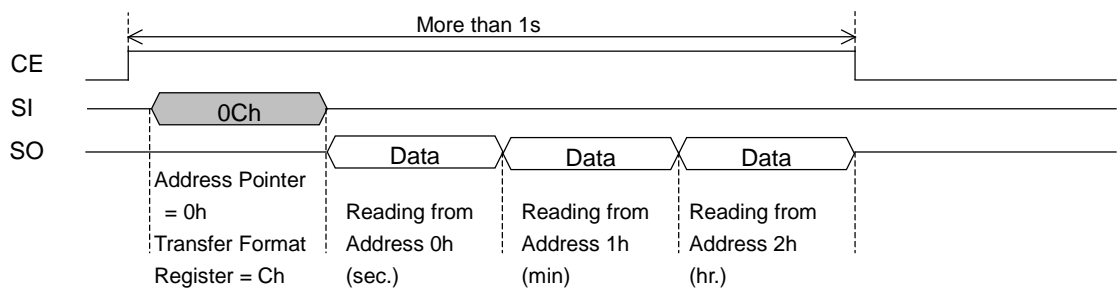 More than 1s
CE
SI
0Ch
SO
Data
Data
Data
Address Pointer
= 0h
Transfer Format
Register = Ch
Reading from
Address 0h
(sec.)
Reading from
Address 1h
(min)
Reading from
Address 2h
(hr.)